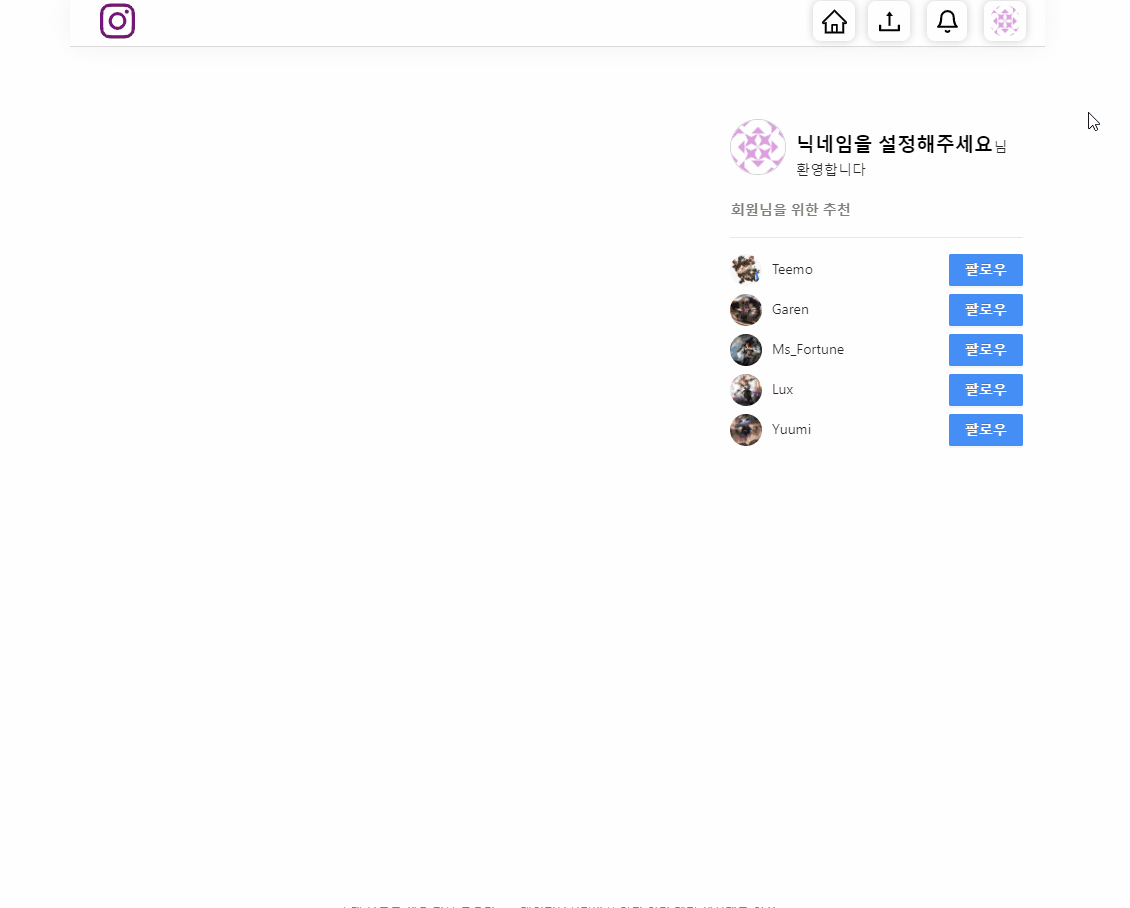 닉네임을 설정해주세요님
환영합니다
회원님을 위한 추천
Teemo 팔로우
Garen 팔로우
Ms_Fortune 팔로우
Lux 팔로우
Yuumi 팔로우